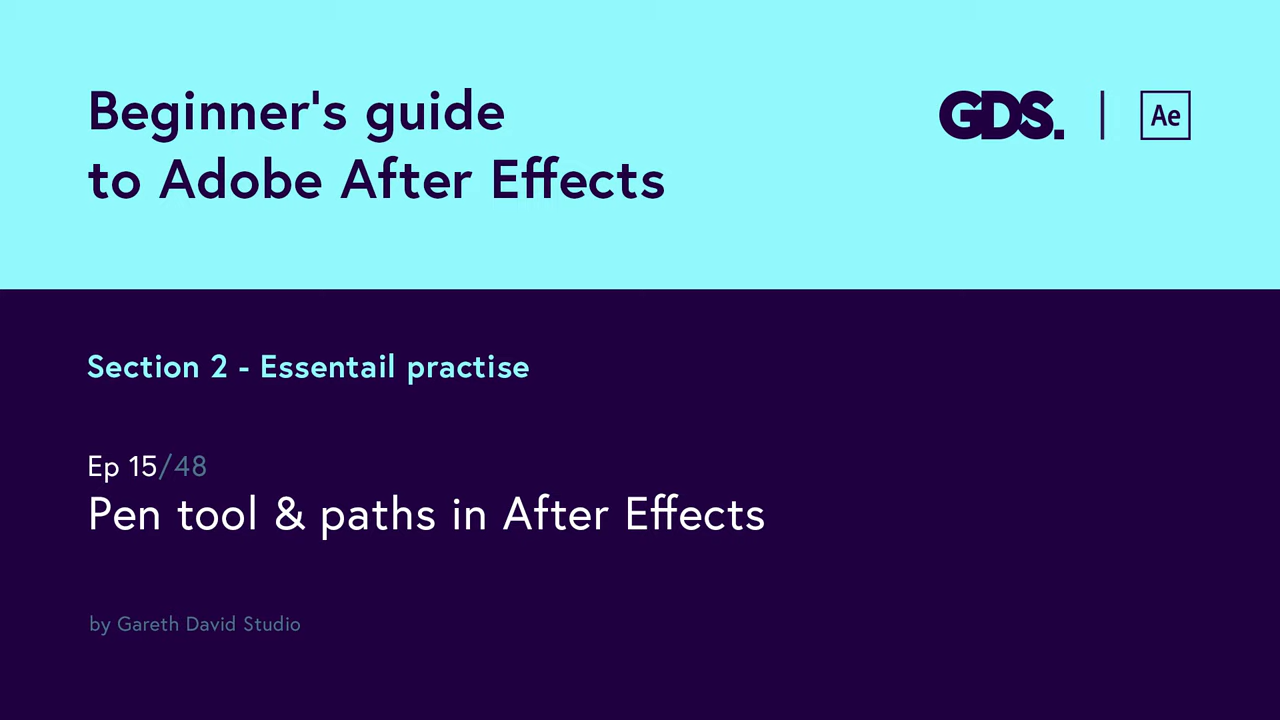 Beginner's guide
to Adobe After Effects
GDS.
Ae
Section 2 - Essentail practise
Ep 15/48
Pen tool & paths in After Effects
by Gareth David Studio